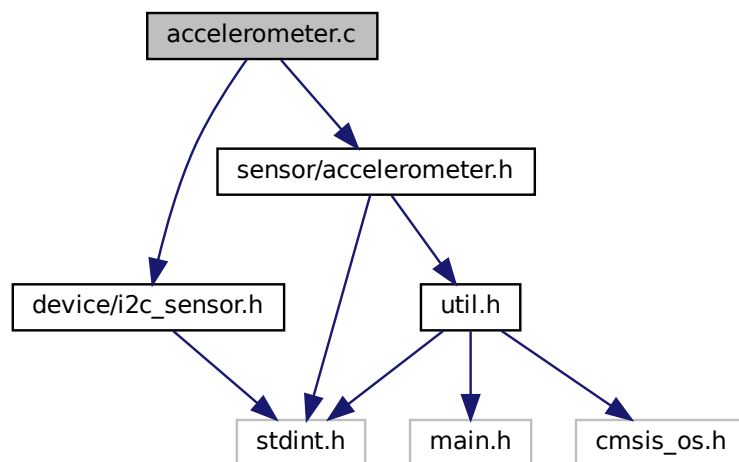 accelerometer.c
sensor/accelerometer.h
device/i2c_sensor.h
util.h
stdint.h
main.h
cmsis_os.h